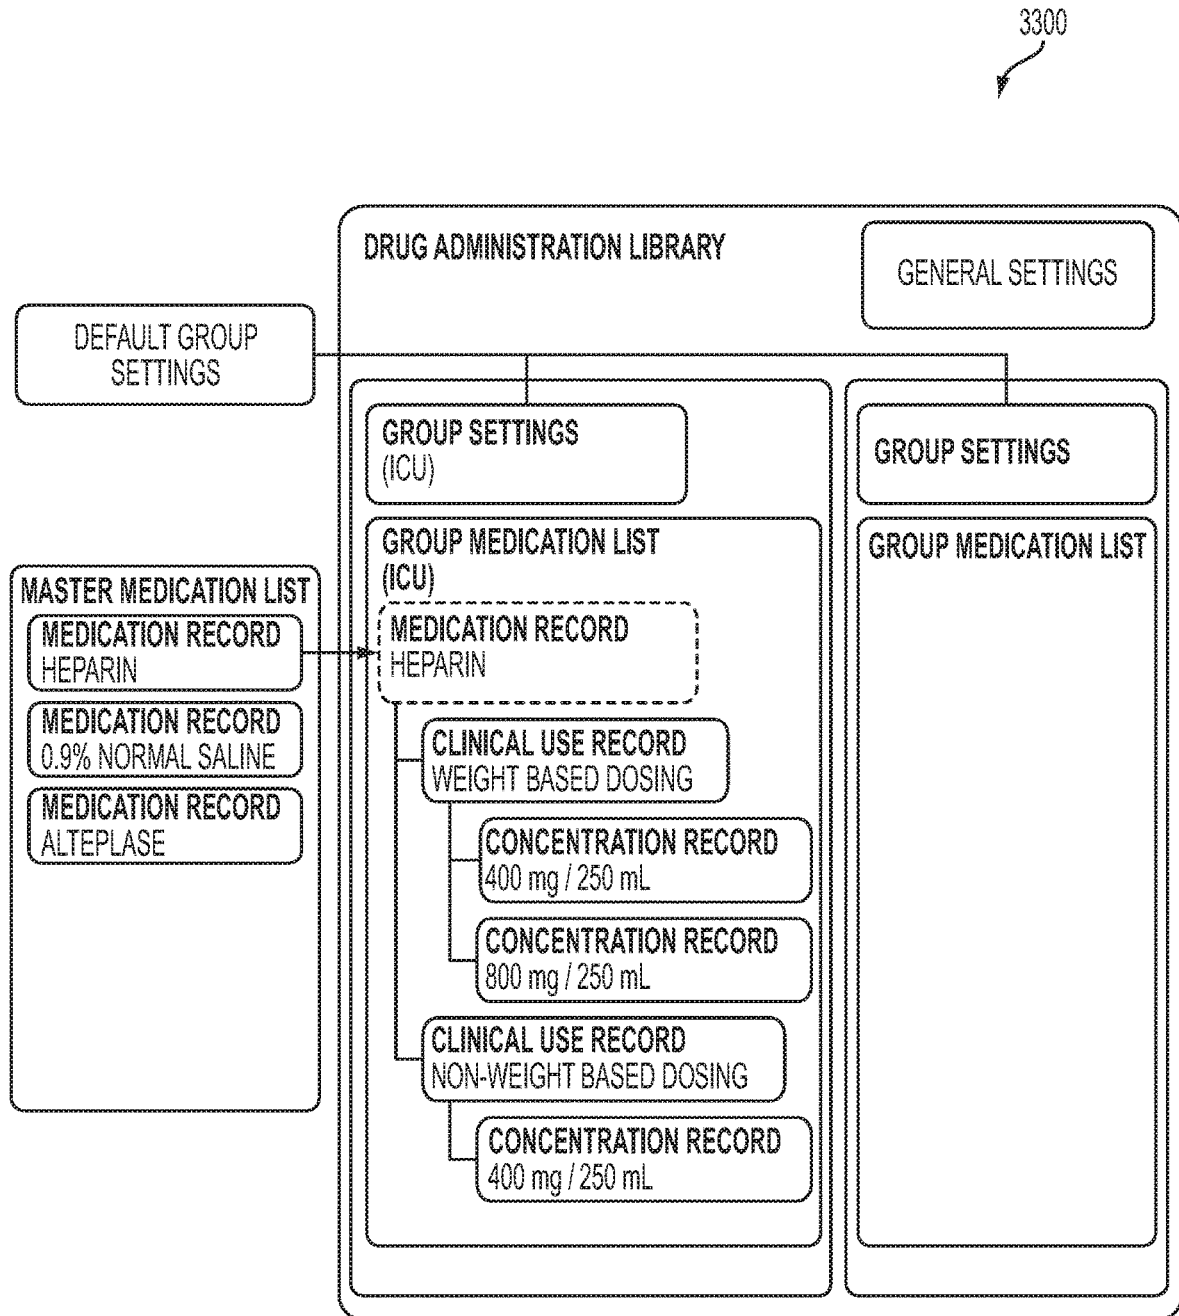 3300
DRUG ADMINISTRATION LIBRARY
GENERAL SETTINGS
DEFAULT GROUP
SETTINGS
GROUP SETTINGS
(ICU)
GROUP SETTINGS
GROUP MEDICATION LIST
(ICU)
GROUP MEDICATION LIST
MASTER MEDICATION LIST
MEDICATION RECORD
HEPARIN
MEDICATION RECORD
0.9% NORMAL SALINE
MEDICATION RECORD
ALTEPLASE
MEDICATION RECORD
HEPARIN
CLINICAL USE RECORD
WEIGHT BASED DOSING
CONCENTRATION RECORD
400 mg / 250 mL
CONCENTRATION RECORD
800 mg / 250 mL
CLINICAL USE RECORD
NON-WEIGHT BASED DOSING
CONCENTRATION RECORD
400 mg / 250 mL